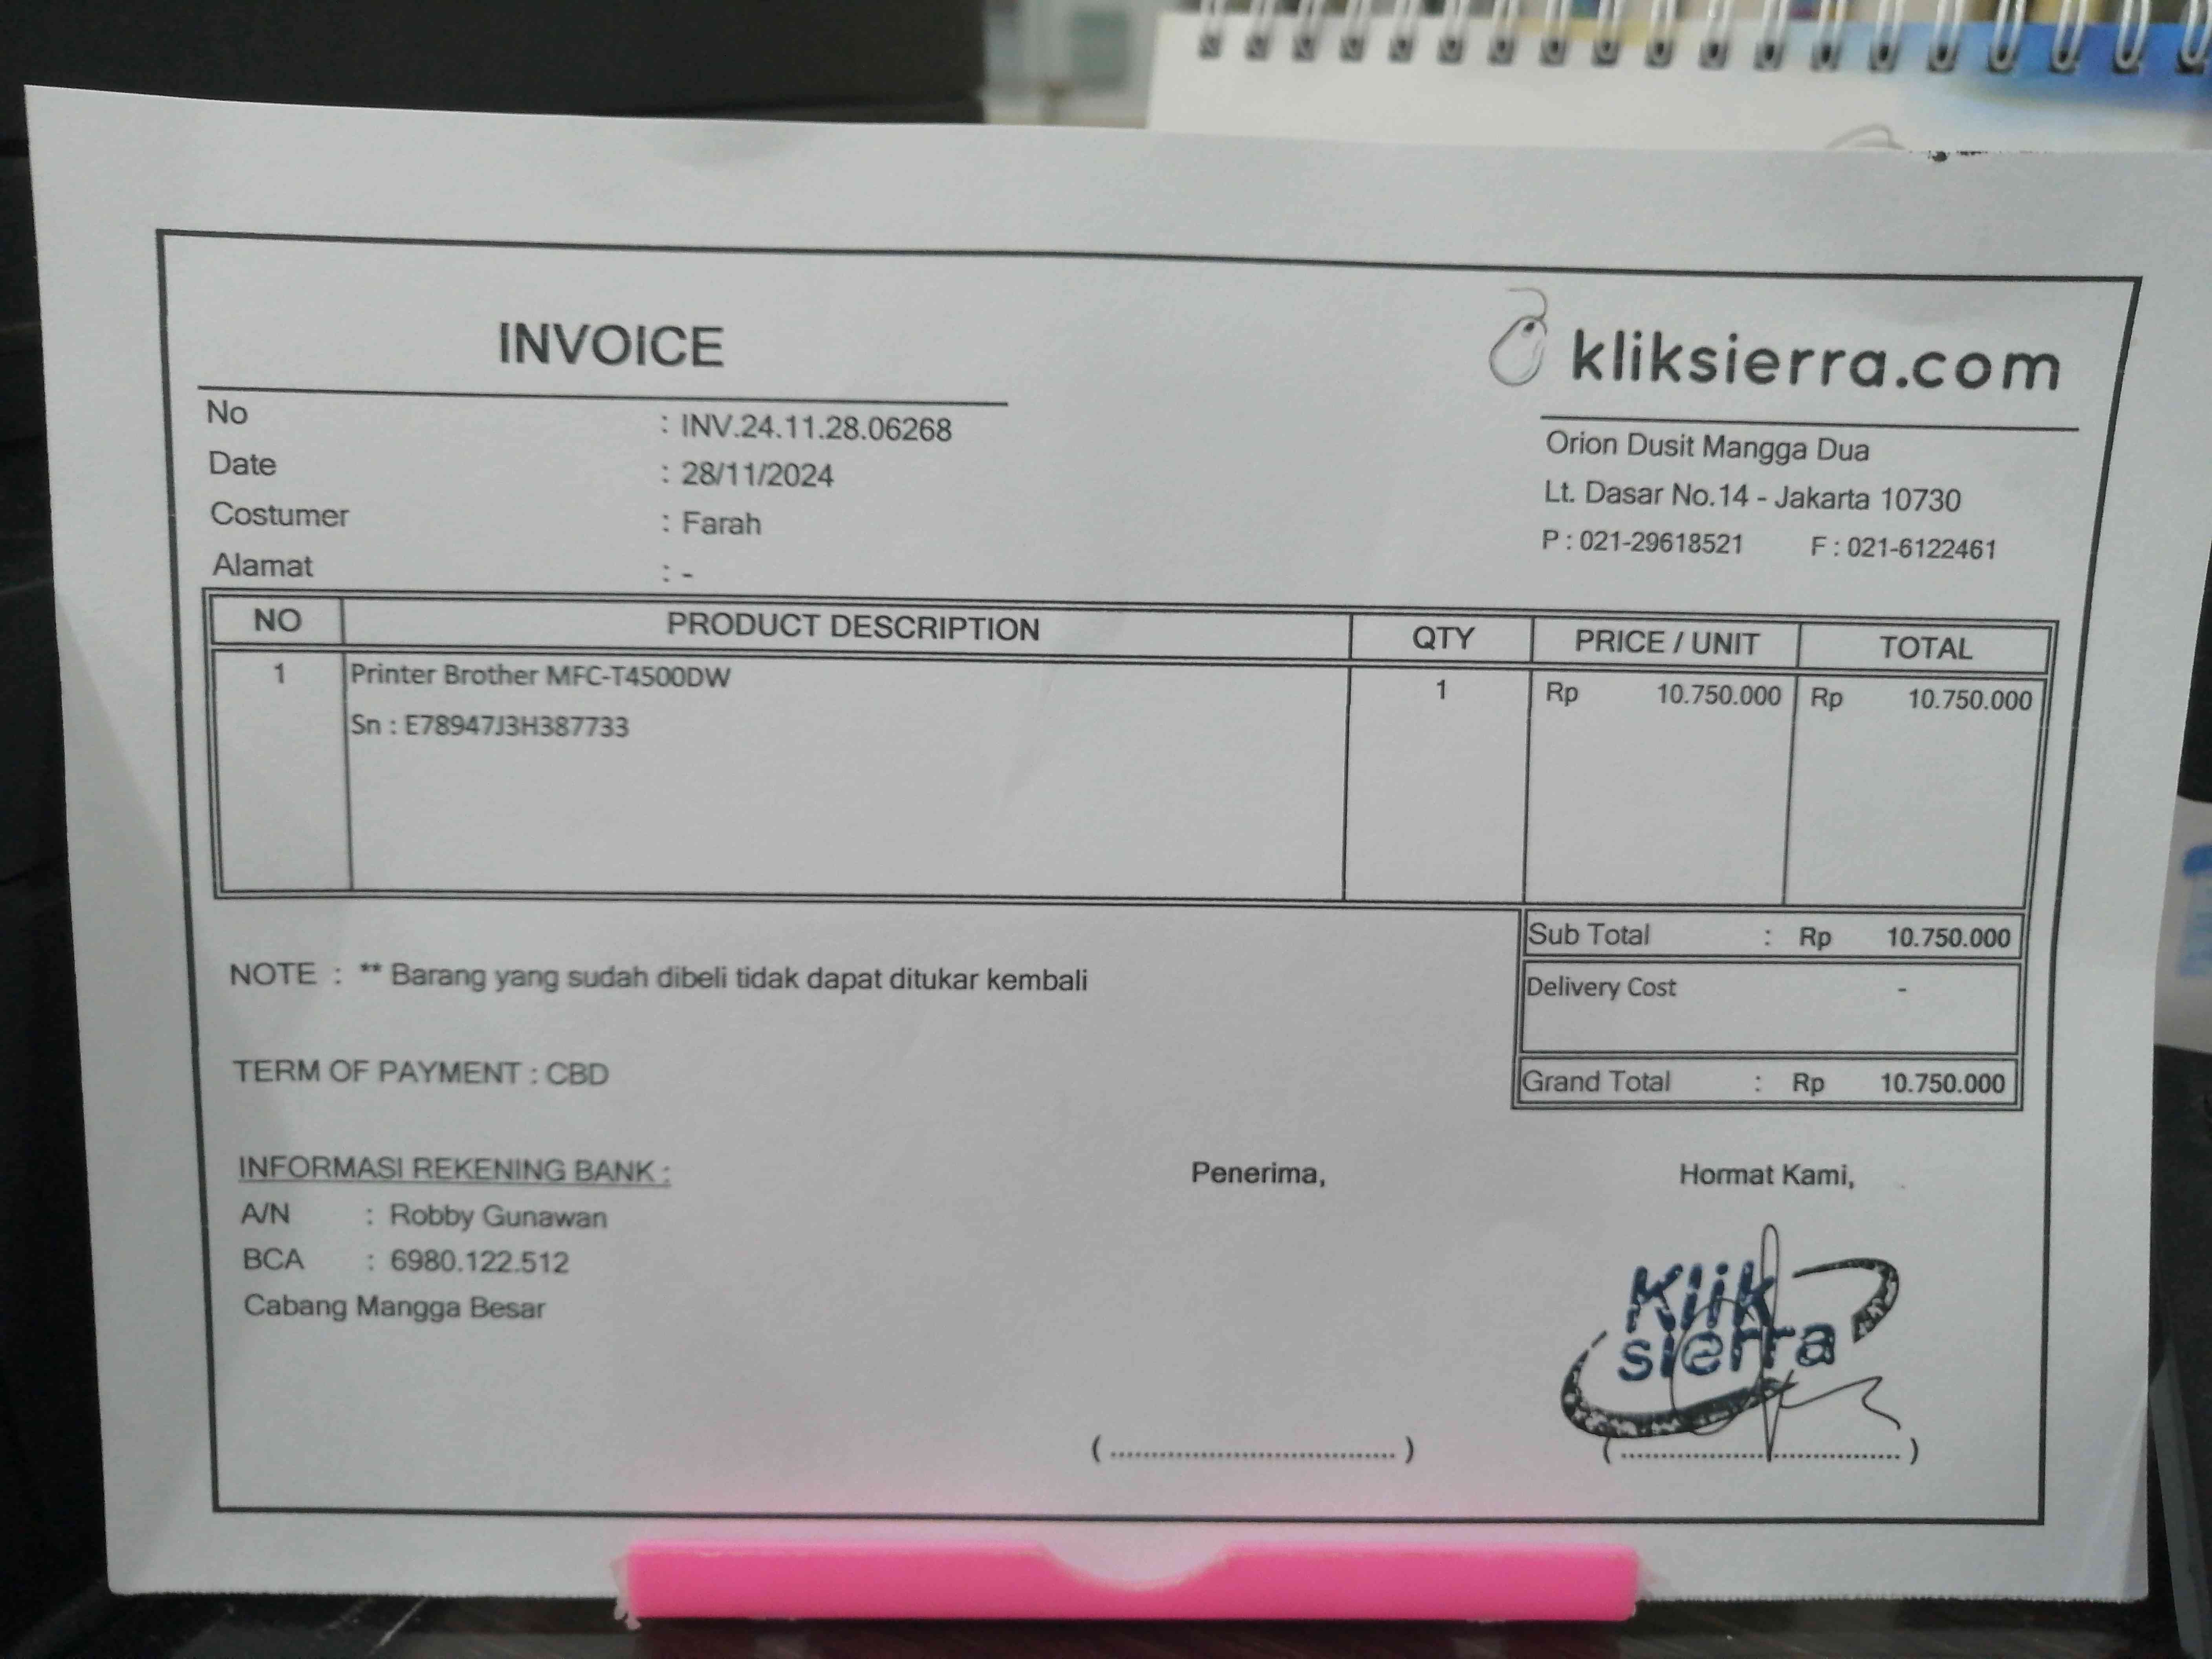 INVOICE
kliksierra.com
No : INV.24.11.28.06268
Date : 28/11/2024
Costumer : Farah
Alamat : -
Orion Dusit Mangga Dua
Lt. Dasar No.14 - Jakarta 10730
P : 021-29618521 F : 021-6122461
NO PRODUCT DESCRIPTION QTY PRICE / UNIT TOTAL
1 Printer Brother MFC-T4500DW 1 Rp 10.750.000 Rp 10.750.000
Sn : E78947J3H387733
Sub Total : Rp 10.750.000
NOTE : ** Barang yang sudah dibeli tidak dapat ditukar kembali
Delivery Cost -
TERM OF PAYMENT : CBD
Grand Total : Rp 10.750.000
INFORMASI REKENING BANK :
A/N : Robby Gunawan
BCA : 6980.122.512
Cabang Mangga Besar
Penerima,
Hormat Kami,
Klik
sierra
(...................................)
(...................................)